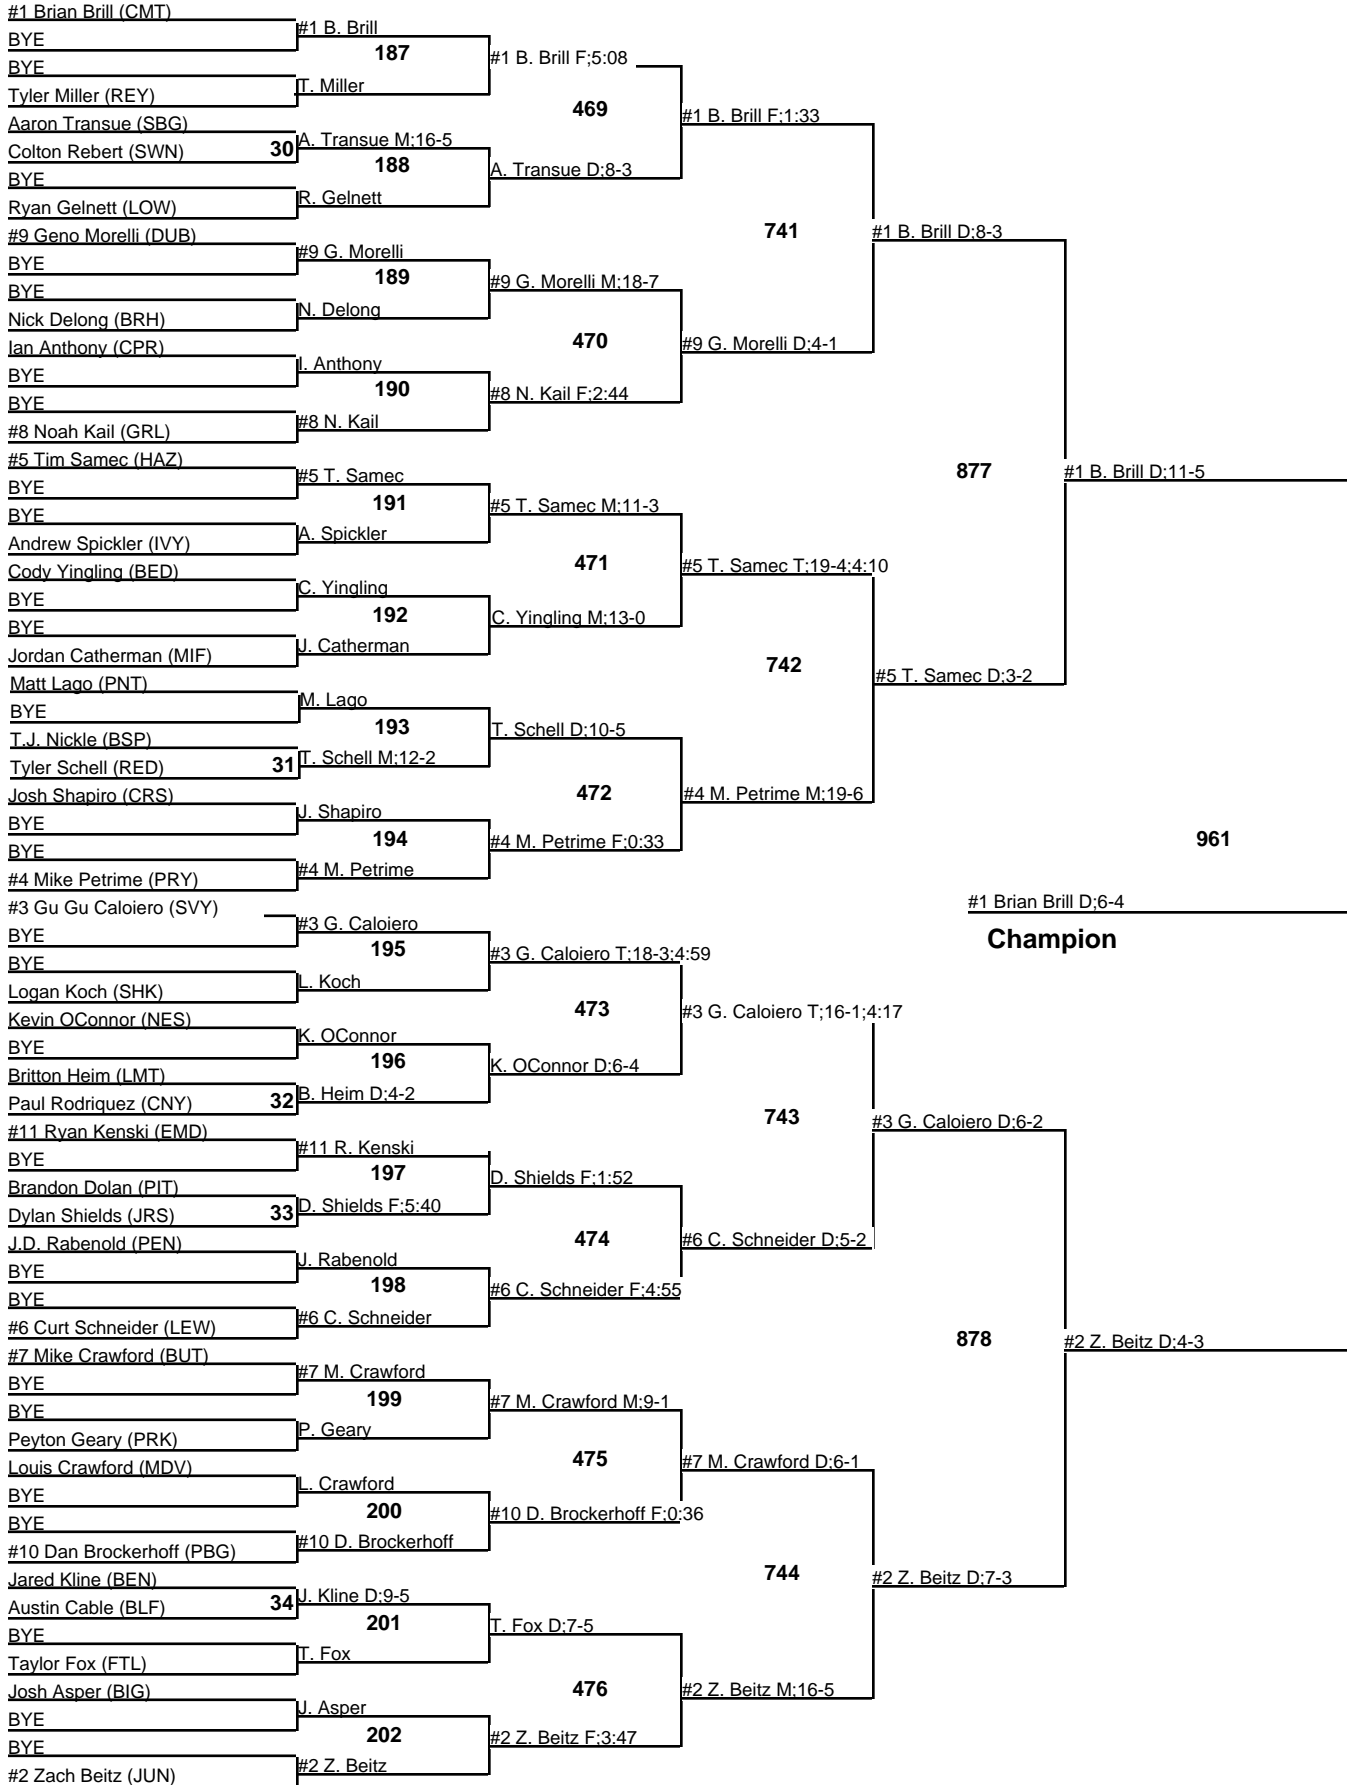 #1 Brian Brill (CMT)
BYE
BYE
Tyler Miller (REY)
Aaron Transue (SBG)
Colton Rebert (SWN) 30
BYE
Ryan Gelnett (LOW)
#9 Geno Morelli (DUB)
BYE
BYE
Nick Delong (BRH)
Ian Anthony (CPR)
BYE
BYE
#8 Noah Kail (GRL)
#5 Tim Samec (HAZ)
BYE
BYE
Andrew Spickler (IVY)
Cody Yingling (BED)
BYE
BYE
Jordan Catherman (MIF)
Matt Lago (PNT)
BYE
T.J. Nickle (BSP)
Tyler Schell (RED) 31
Josh Shapiro (CRS)
BYE
BYE
#4 Mike Petrime (PRY)
#3 Gu Gu Caloiero (SVY)
BYE
BYE
Logan Koch (SHK)
Kevin OConnor (NES)
BYE
Britton Heim (LMT)
Paul Rodriquez (CNY) 32
#11 Ryan Kenski (EMD)
BYE
Brandon Dolan (PIT)
Dylan Shields (JRS) 33
J.D. Rabenold (PEN)
BYE
BYE
#6 Curt Schneider (LEW)
#7 Mike Crawford (BUT)
BYE
BYE
Peyton Geary (PRK)
Louis Crawford (MDV)
BYE
BYE
#10 Dan Brockerhoff (PBG)
Jared Kline (BEN)
Austin Cable (BLF) 34
BYE
Taylor Fox (FTL)
Josh Asper (BIG)
BYE
BYE
#2 Zach Beitz (JUN)
#1 B. Brill
187
T. Miller
A. Transue M;16-5
188
R. Gelnett
#9 G. Morelli
189
N. Delong
I. Anthony
190
#8 N. Kail
#5 T. Samec
191
A. Spickler
C. Yingling
192
J. Catherman
M. Lago
193
T. Schell M;12-2
J. Shapiro
194
#4 M. Petrime
#3 G. Caloiero
195
L. Koch
K. OConnor
196
B. Heim D;4-2
#11 R. Kenski
197
D. Shields F;5:40
J. Rabenold
198
#6 C. Schneider
#7 M. Crawford
199
P. Geary
L. Crawford
200
#10 D. Brockerhoff
J. Kline D;9-5
201
T. Fox
J. Asper
202
#2 Z. Beitz
#1 B. Brill F;5:08
469
A. Transue D;8-3
#9 G. Morelli M;18-7
470
#8 N. Kail F;2:44
#5 T. Samec M;11-3
471
C. Yingling M;13-0
T. Schell D;10-5
472
#4 M. Petrime F;0:33
#3 G. Caloiero T;18-3;4:59
473
K. OConnor D;6-4
D. Shields F;1:52
474
#6 C. Schneider F;4:55
#7 M. Crawford M;9-1
475
#10 D. Brockerhoff F;0:36
T. Fox D;7-5
476
#2 Z. Beitz F;3:47
#1 B. Brill F;1:33
741
#9 G. Morelli D;4-1
#5 T. Samec T;19-4;4:10
742
#4 M. Petrime M;19-6
#3 G. Caloiero T;16-1;4:17
743
#6 C. Schneider D;5-2
#7 M. Crawford D;6-1
744
#2 Z. Beitz M;16-5
#1 B. Brill D;8-3
877
#5 T. Samec D;3-2
#3 G. Caloiero D;6-2
878
#2 Z. Beitz D;7-3
#1 B. Brill D;11-5
961
#2 Z. Beitz D;4-3
#1 Brian Brill D;6-4
Champion